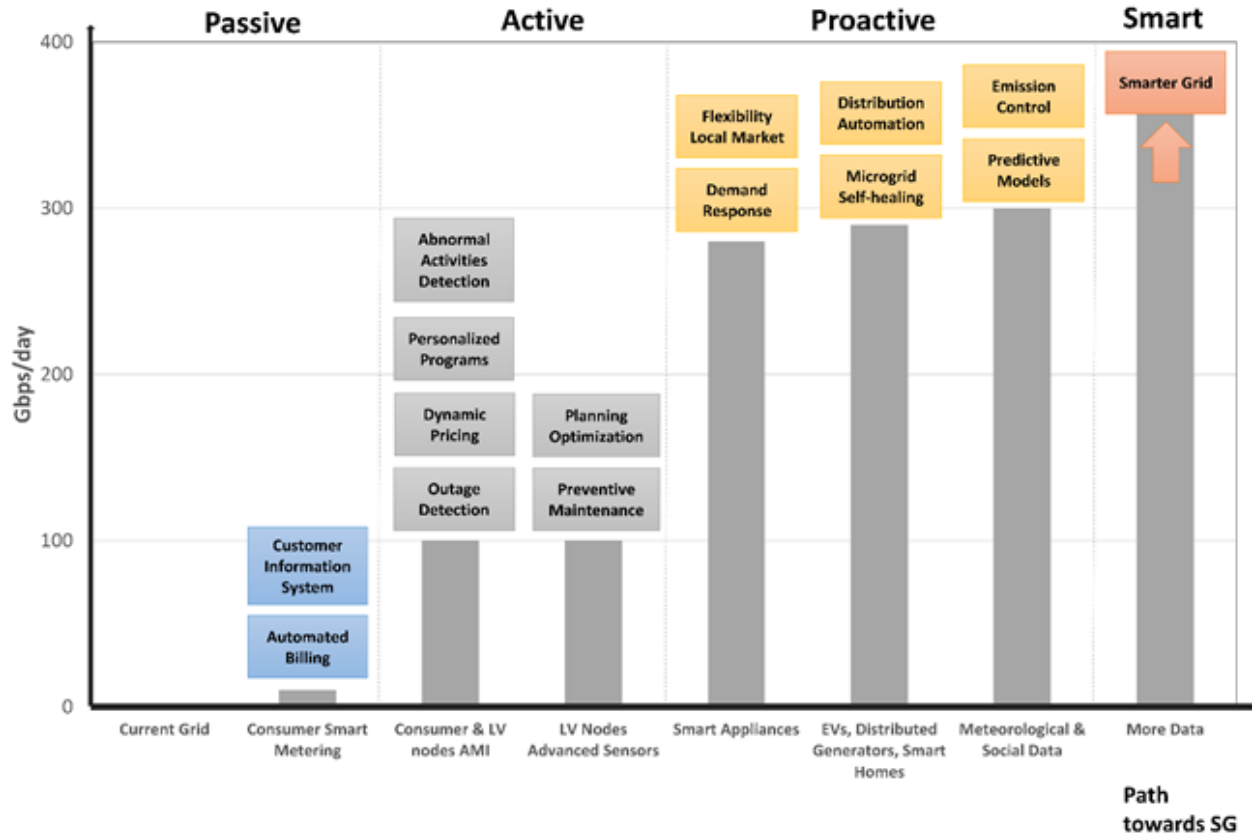 Passive
Active
Proactive
Smart
400
300
200
100
0
Gbps/day
Customer
Information
System
Automated
Billing
Abnormal
Activities
Detection
Personalized
Programs
Dynamic
Pricing
Outage
Detection
Planning
Optimization
Preventive
Maintenance
Flexibility
Local Market
Demand
Response
Distribution
Automation
Microgrid
Self-healing
Emission
Control
Predictive
Models
Smarter Grid
Current Grid
Consumer Smart
Metering
Consumer & LV
nodes AMI
LV Nodes
Advanced Sensors
Smart Appliances
EVs, Distributed
Generators, Smart
Homes
Meteorological &
Social Data
More Data
Path
towards SG